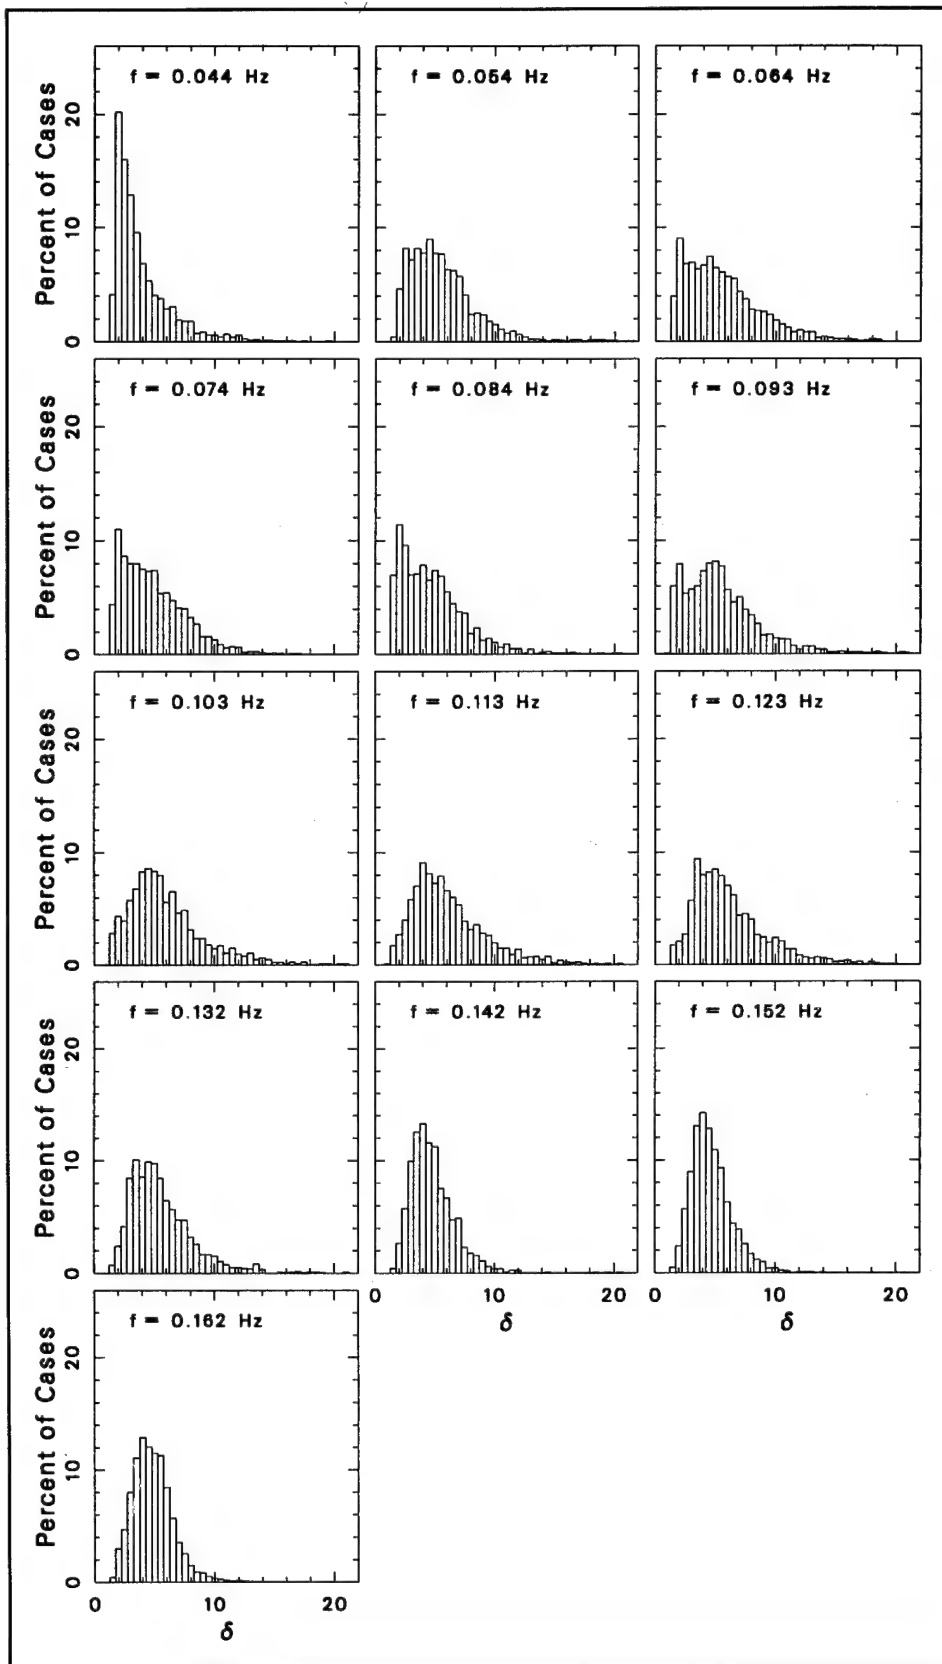 f = 0.044 Hz
f = 0.054 Hz
f = 0.064 Hz
Percent of Cases
0 10 20
f = 0.074 Hz
f = 0.084 Hz
f = 0.093 Hz
Percent of Cases
0 10 20
f = 0.103 Hz
f = 0.113 Hz
f = 0.123 Hz
Percent of Cases
0 10 20
f = 0.132 Hz
f = 0.142 Hz
f = 0.152 Hz
Percent of Cases
0 10 20
0 10 20
δ
0 10 20
δ
f = 0.162 Hz
Percent of Cases
0 10 20
0 10 20
δ